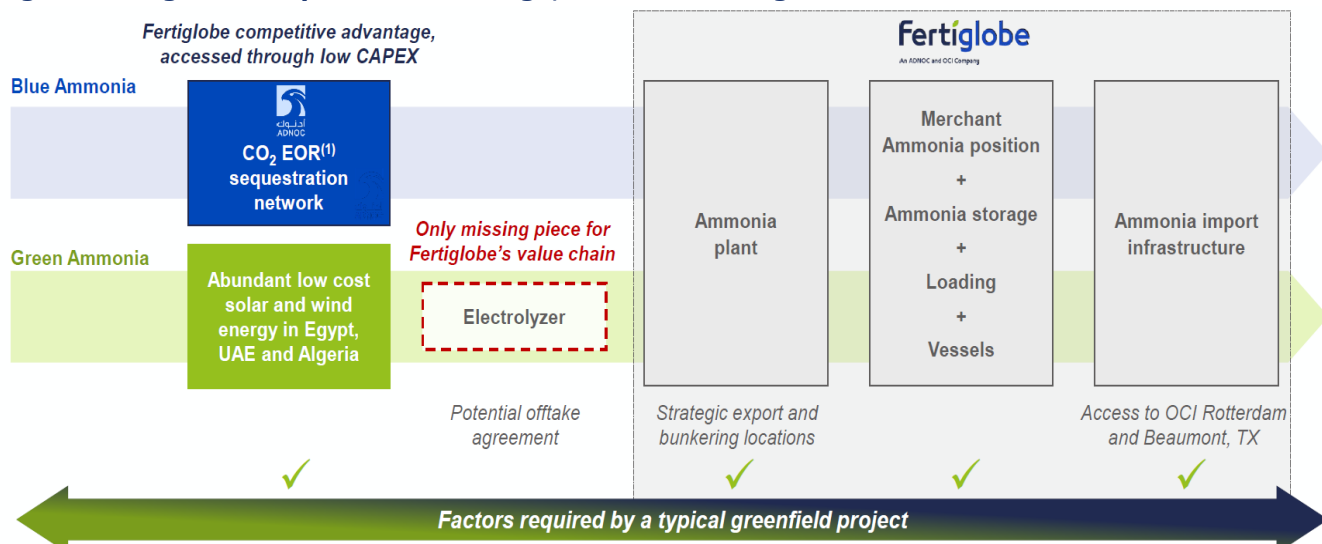 Fertiglobe competitive advantage,
accessed through low CAPEX
Fertiglobe
An ADNOC and OCI Company
Blue Ammonia
أدنوك
ADNOC
CO₂ EOR⁽¹⁾
sequestration
network
Green Ammonia
Abundant low cost
solar and wind
energy in Egypt,
UAE and Algeria
Only missing piece for
Fertiglobe’s value chain
Electrolyzer
Ammonia
plant
Merchant
Ammonia position
+
Ammonia storage
+
Loading
+
Vessels
Ammonia import
infrastructure
Potential offtake
agreement
Strategic export and
bunkering locations
Access to OCI Rotterdam
and Beaumont, TX
Factors required by a typical greenfield project